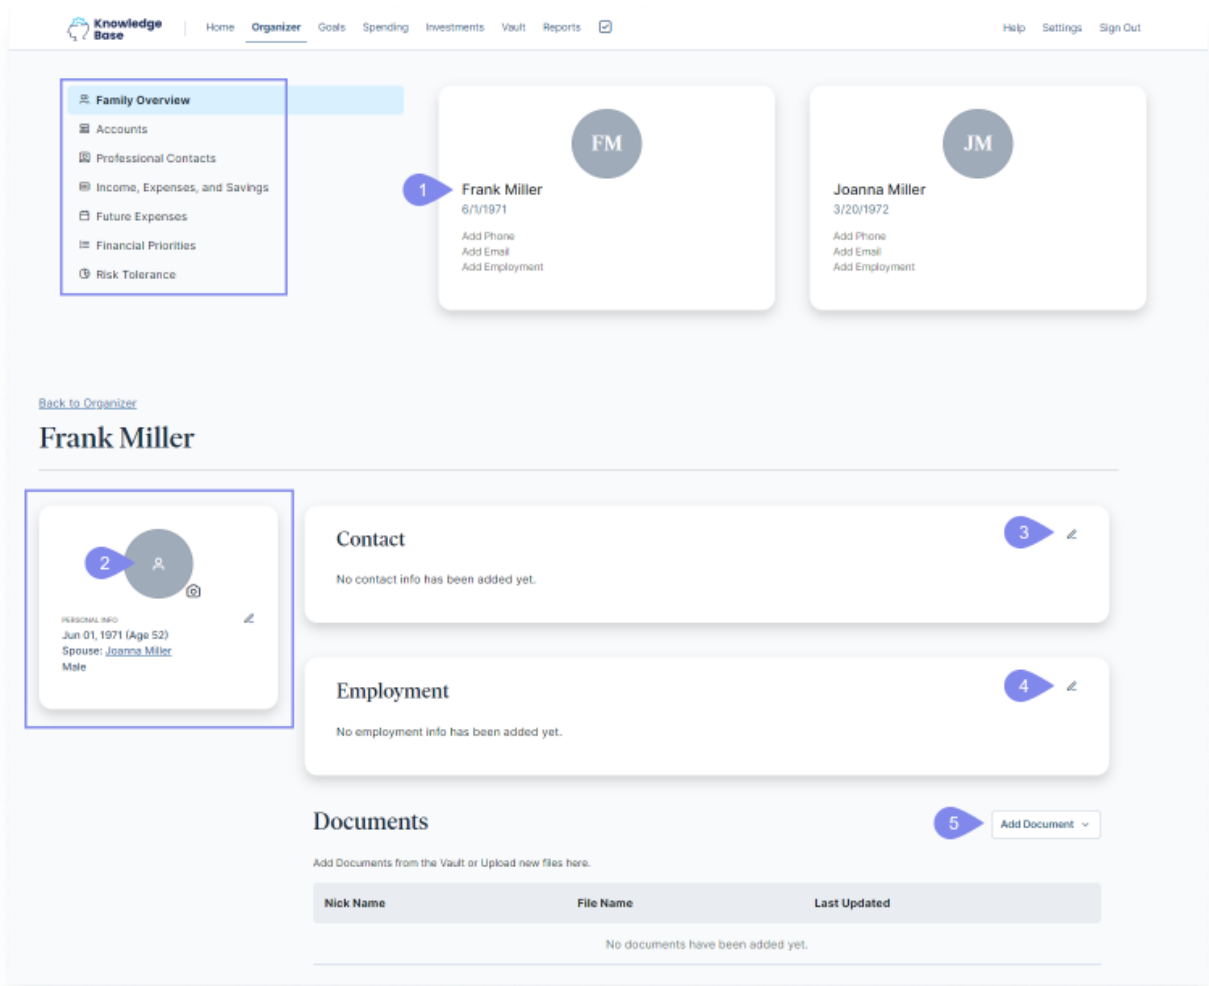 Knowledge
Base
Home Organizer Goals Spending Investments Vault Reports
Help Settings Sign Out
Family Overview
Accounts
Professional Contacts
Income, Expenses, and Savings
Future Expenses
Financial Priorities
Risk Tolerance
FM
1
Frank Miller
6/1/1971
Add Phone
Add Email
Add Employment
JM
Joanna Miller
3/20/1972
Add Phone
Add Email
Add Employment
Back to Organizer
Frank Miller
2
PERSONAL INFO
Jun 01, 1971 (Age 52)
Spouse: Joanna Miller
Male
Contact
3
No contact info has been added yet.
Employment
4
No employment info has been added yet.
Documents
5
Add Document
Add Documents from the Vault or Upload new files here.
Nick Name File Name Last Updated
No documents have been added yet.